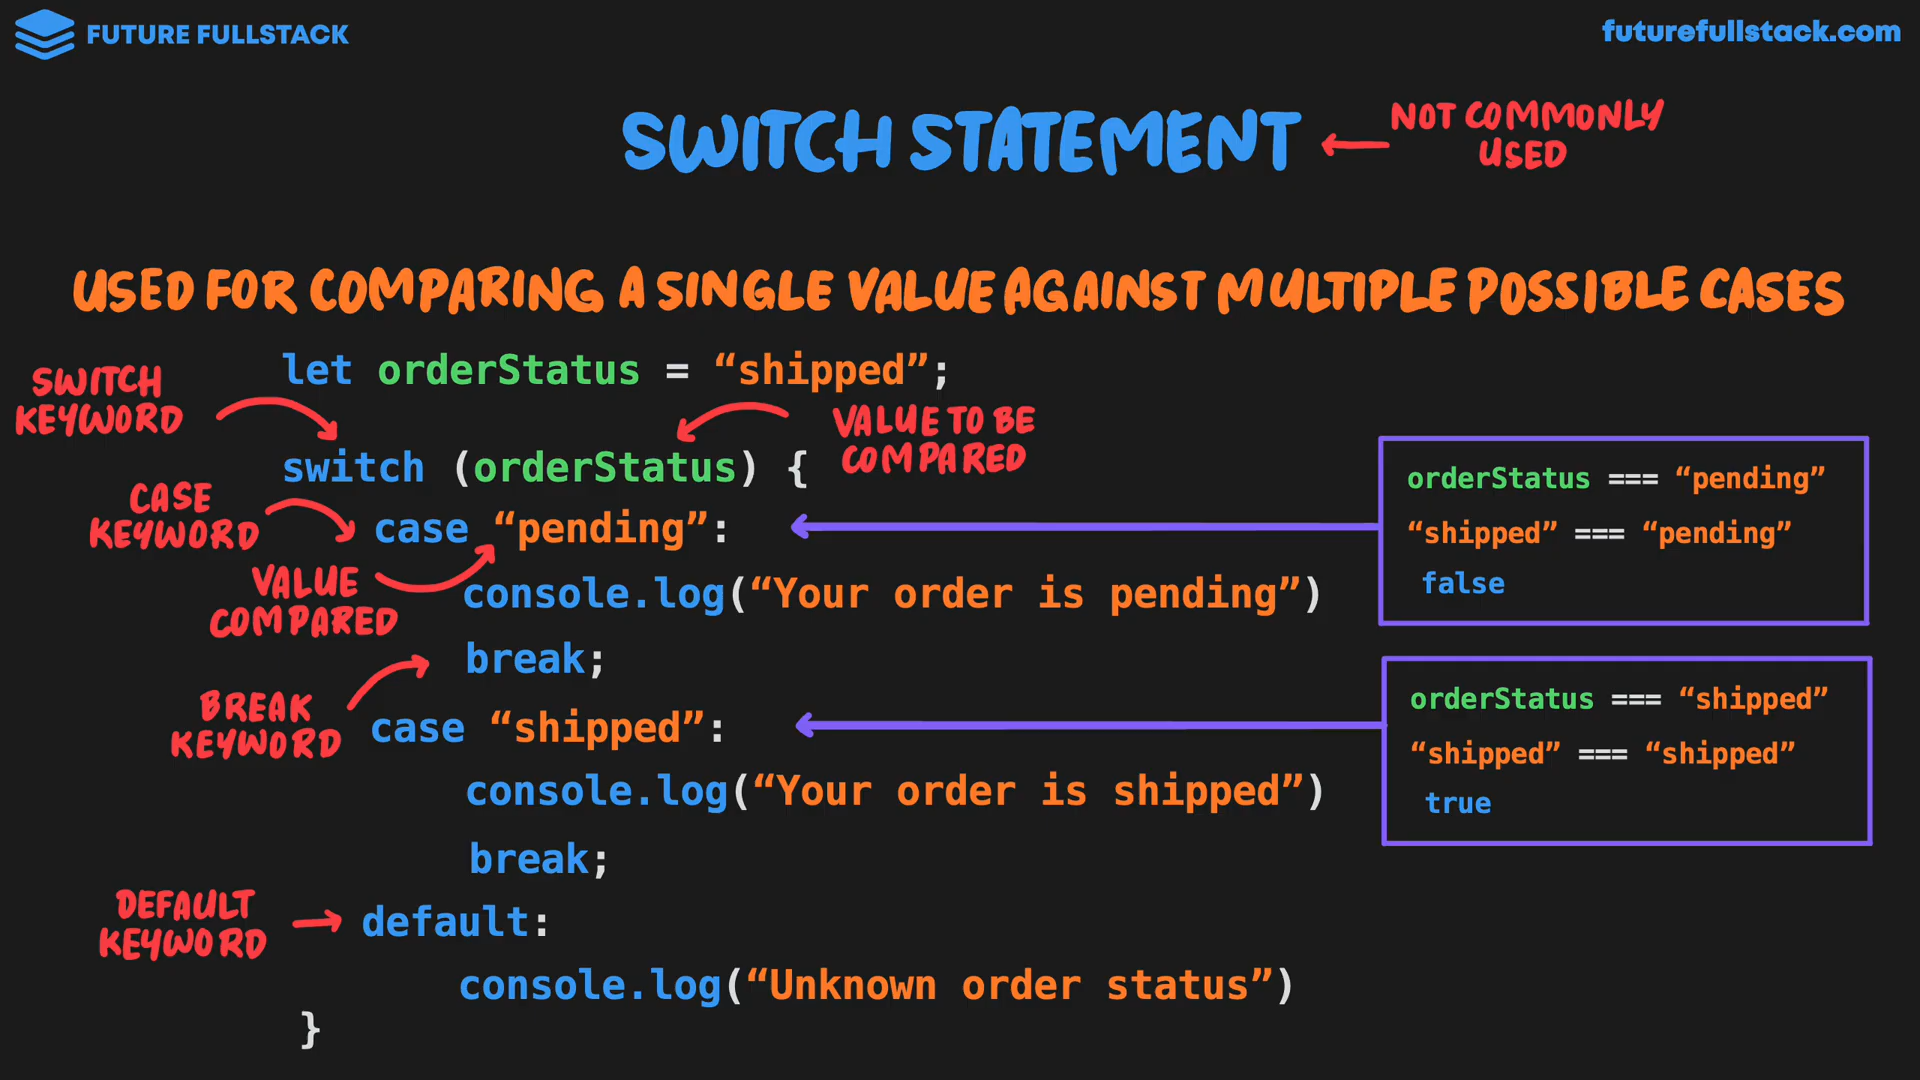 FUTURE FULLSTACK
futurefullstack.com
SWITCH STATEMENT
NOT COMMONLY
USED
USED FOR COMPARING A SINGLE VALUE AGAINST MULTIPLE POSSIBLE CASES
let orderStatus = “shipped”;
SWITCH
KEYWORD
VALUE TO BE
COMPARED
switch (orderStatus) {
CASE
KEYWORD
case “pending”:
VALUE
COMPARED
console.log(“Your order is pending”)
break;
BREAK
KEYWORD
case “shipped”:
console.log(“Your order is shipped”)
break;
DEFAULT
KEYWORD
default:
console.log(“Unknown order status”)
}
orderStatus === “pending”
“shipped” === “pending”
false
orderStatus === “shipped”
“shipped” === “shipped”
true